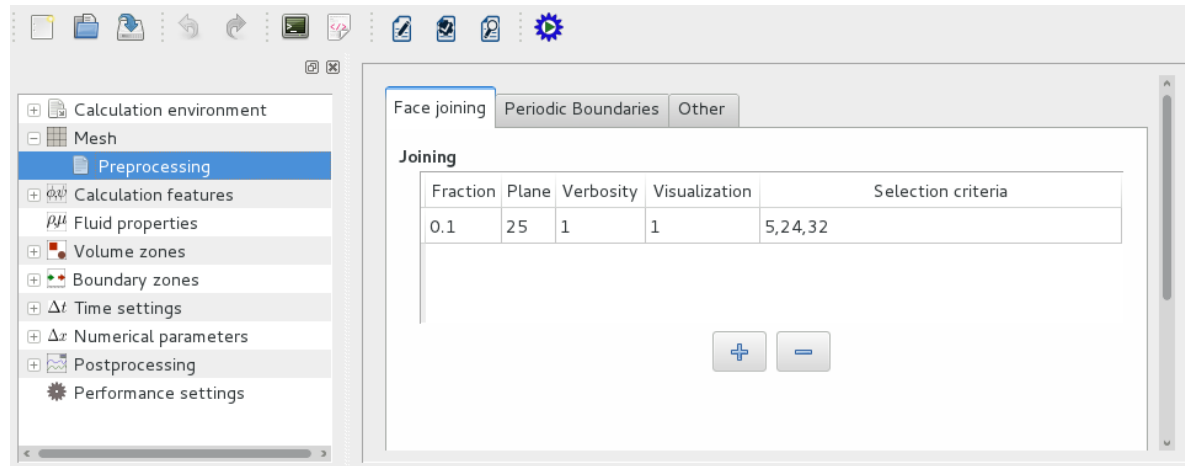 Calculation environment
Mesh
Preprocessing
Calculation features
Fluid properties
Volume zones
Boundary zones
Δt Time settings
Δx Numerical parameters
Postprocessing
Performance settings
Face joining Periodic Boundaries Other
Joining
Fraction Plane Verbosity Visualization Selection criteria
0.1 25 1 1 5,24,32